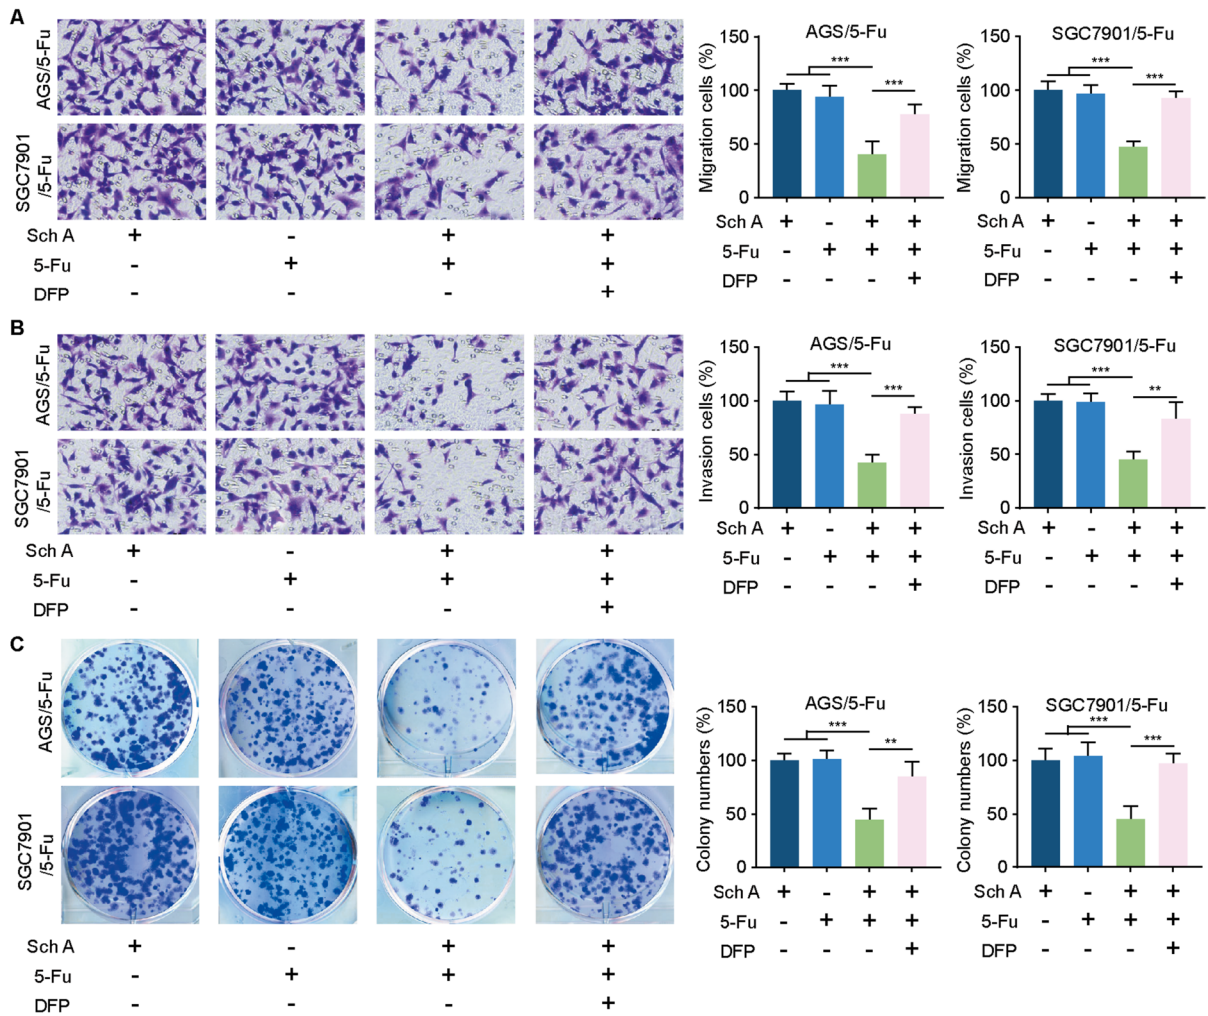 A
AGS/5-Fu
SGC7901
/5-Fu
Sch A + - + +
5-Fu - + + +
DFP - - - +
AGS/5-Fu
Migration cells (%)
150
100
50
0
***
***
Sch A + - + +
5-Fu - + + +
DFP - - - +
SGC7901/5-Fu
Migration cells (%)
150
100
50
0
***
***
Sch A + - + +
5-Fu - + + +
DFP - - - +
B
AGS/5-Fu
SGC7901
/5-Fu
Sch A + - + +
5-Fu - + + +
DFP - - - +
AGS/5-Fu
Invasion cells (%)
150
100
50
0
***
***
Sch A + - + +
5-Fu - + + +
DFP - - - +
SGC7901/5-Fu
Invasion cells (%)
150
100
50
0
***
**
Sch A + - + +
5-Fu - + + +
DFP - - - +
C
AGS/5-Fu
SGC7901
/5-Fu
Sch A + - + +
5-Fu - + + +
DFP - - - +
AGS/5-Fu
Colony numbers (%)
150
100
50
0
***
**
Sch A + - + +
5-Fu - + + +
DFP - - - +
SGC7901/5-Fu
Colony numbers (%)
150
100
50
0
***
***
Sch A + - + +
5-Fu - + + +
DFP - - - +